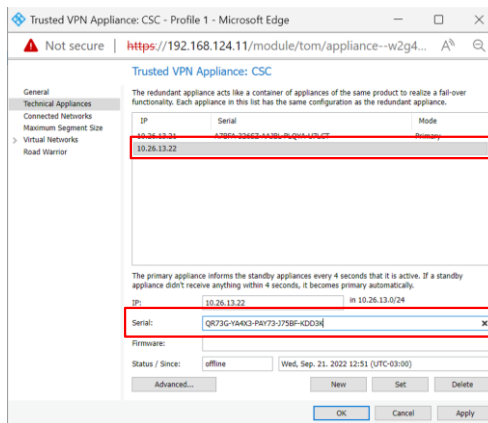 Trusted VPN Appliance: CSC - Profile 1 - Microsoft Edge
Not secure | https://192.168.124.11/module/tom/appliance--w2g4...
Trusted VPN Appliance: CSC
General
Technical Appliances
Connected Networks
Maximum Segment Size
Virtual Networks
Road Warrior
The redundant appliance acts like a container of appliances of the same product to realize a fail-over
functionality. Each appliance in this list has the same configuration as the redundant appliance.
IP Serial Mode
10.26.13.21 Primary
10.26.13.22
The primary appliance informs the standby appliances every 4 seconds that it is active. If a standby
appliance didn't receive anything within 4 seconds, it becomes primary automatically.
IP: 10.26.13.22 in 10.26.13.0/24
Serial: QR73G-YA4X3-PAY73-J75BF-KDD3K
Firmware:
Status / Since: offline Wed, Sep. 21. 2022 12:51 (UTC-03:00)
Advanced... New Set Delete
OK Cancel Apply